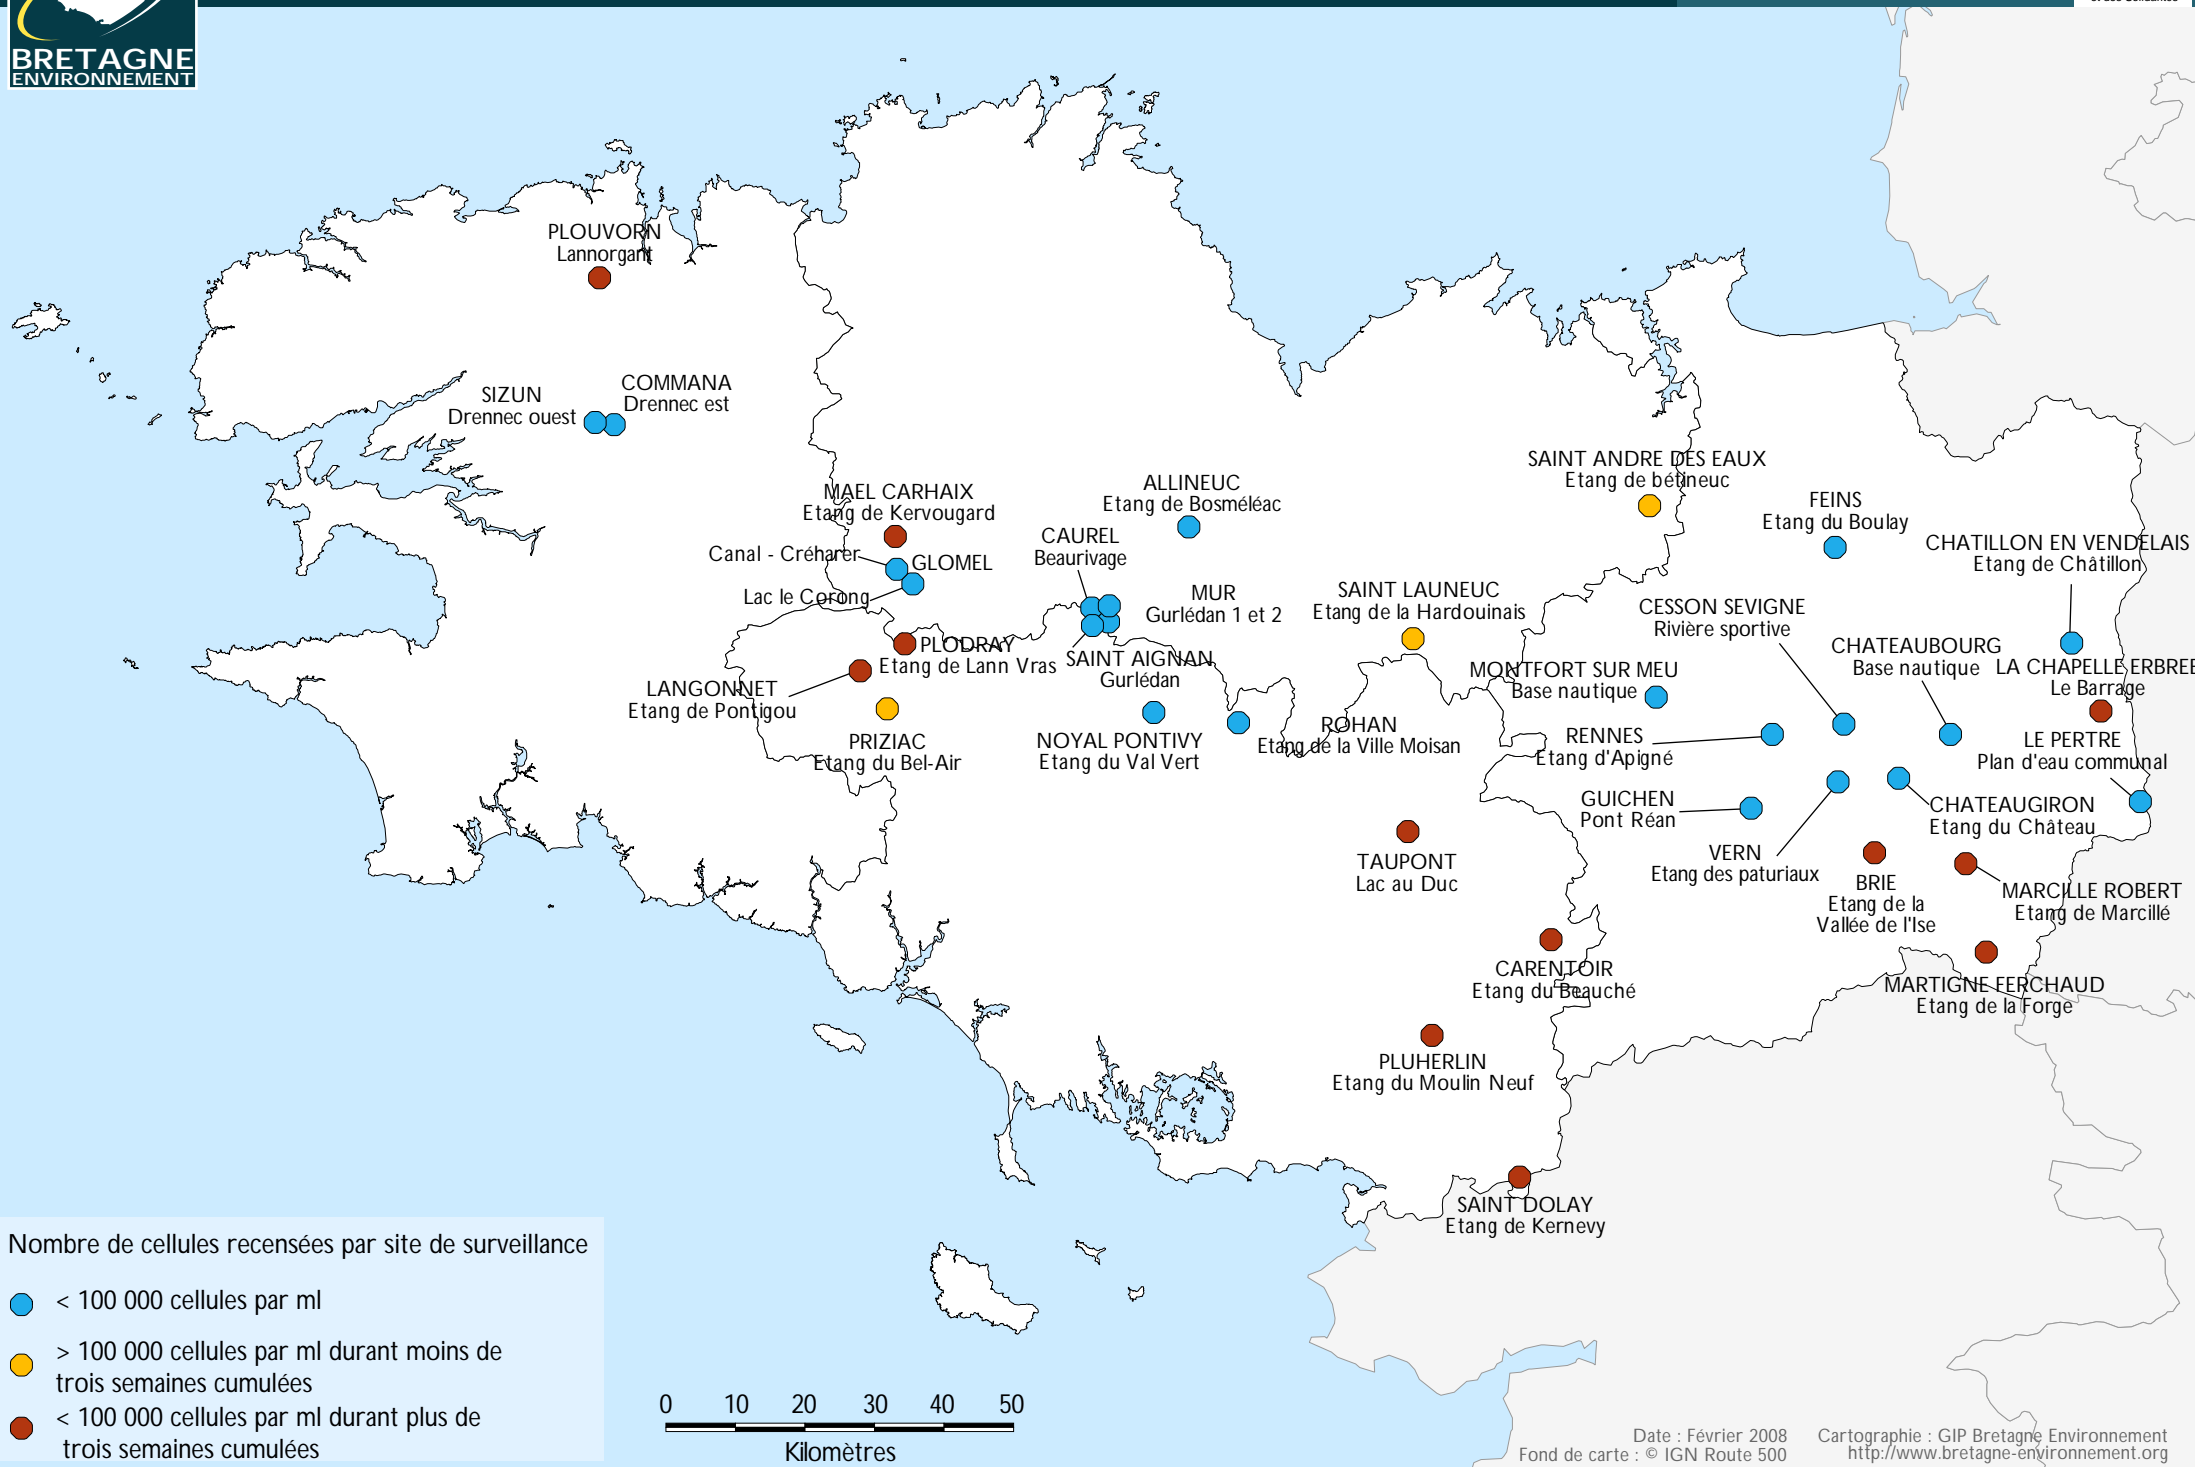 BRETAGNE
ENVIRONNEMENT
PLOUVORN
Lannorgant
SIZUN
Drennec ouest
COMMANA
Drennec est
MAEL CARHAIX
Etang de Kervougard
Canal - Créharer
GLOMEL
Lac le Corong
ALLINEUC
Etang de Bosméléac
CAUREL
Beaurivage
MUR
Gurlédan 1 et 2
SAINT ANDRE DES EAUX
Etang de bétineuc
FEINS
Etang du Boulay
CHATILLON EN VENDELAIS
Etang de Châtillon
SAINT LAUNEUC
Etang de la Hardouinais
CESSON SEVIGNE
Rivière sportive
CHATEAUBOURG
Base nautique
LA CHAPELLE ERBREE
Le Barrage
PLODRAY
Etang de Lann Vras
SAINT AIGNAN
Gurlédan
MONTFORT SUR MEU
Base nautique
LANGONNET
Etang de Pontigou
PRIZIAC
Etang du Bel-Air
NOYAL PONTIVY
Etang du Val Vert
ROHAN
Etang de la Ville Moisan
RENNES
Etang d'Apigné
LE PERTRE
Plan d'eau communal
GUICHEN
Pont Réan
CHATEAUGIRON
Etang du Château
VERN
Etang des paturiaux
TAUPONT
Lac au Duc
BRIE
Etang de la
Vallée de l'Ise
MARCILLE ROBERT
Etang de Marcillé
CARENTOIR
Etang du Beauché
MARTIGNE FERCHAUD
Etang de la Forge
PLUHERLIN
Etang du Moulin Neuf
SAINT DOLAY
Etang de Kernevy
Nombre de cellules recensées par site de surveillance
< 100 000 cellules par ml
> 100 000 cellules par ml durant moins de
trois semaines cumulées
< 100 000 cellules par ml durant plus de
trois semaines cumulées
0 10 20 30 40 50
Kilomètres
Date : Février 2008
Fond de carte : © IGN Route 500
Cartographie : GIP Bretagne Environnement
http://www.bretagne-environnement.org